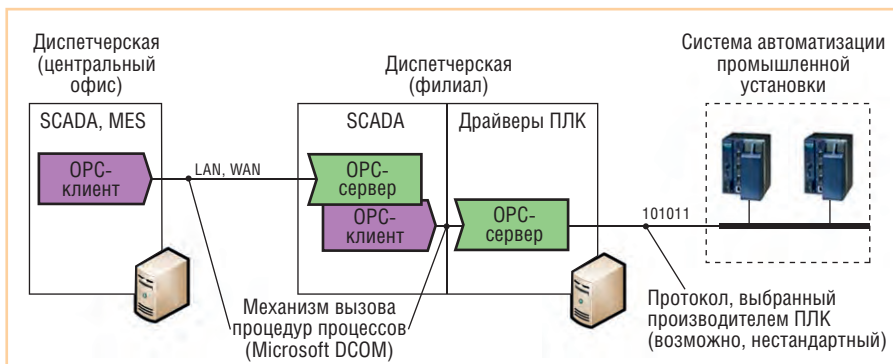 Диспетчерская
(центральный
офис)
SCADA, MES
OPC-
клиент
LAN, WAN
Диспетчерская
(филиал)
SCADA
Драйверы ПЛК
OPC-
сервер
OPC-
клиент
OPC-
сервер
Механизм вызова
процедур процессов
(Microsoft DCOM)
Система автоматизации
промышленной
установки
101011
Протокол, выбранный
производителем ПЛК
(возможно, нестандартный)